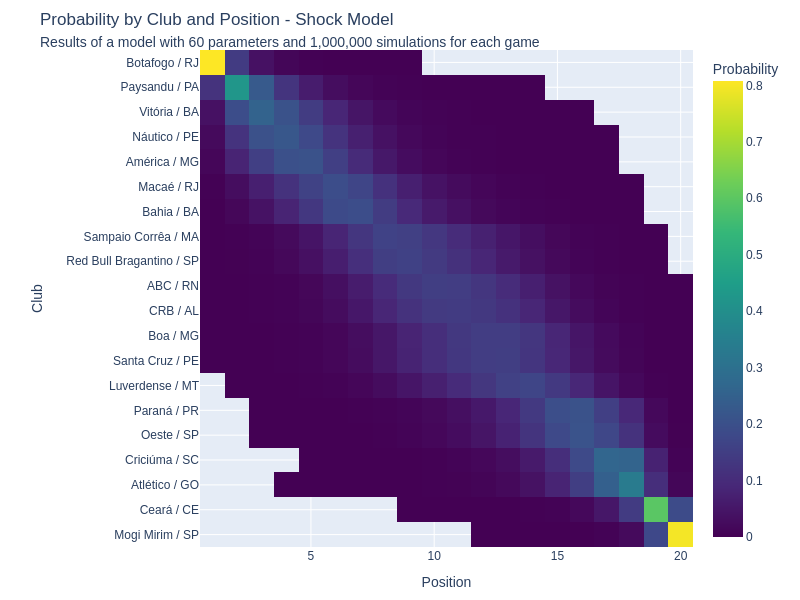 Probability by Club and Position - Shock Model
Results of a model with 60 parameters and 1,000,000 simulations for each game
Probability
Botafogo / RJ
Paysandu / PA
Vitória / BA
Náutico / PE
América / MG
Macaé / RJ
Bahia / BA
Sampaio Corrêa / MA
Red Bull Bragantino / SP
ABC / RN
CRB / AL
Boa / MG
Santa Cruz / PE
Luverdense / MT
Paraná / PR
Oeste / SP
Criciúma / SC
Atlético / GO
Ceará / CE
Mogi Mirim / SP
Club
5
10
15
20
Position
0.8
0.7
0.6
0.5
0.4
0.3
0.2
0.1
0